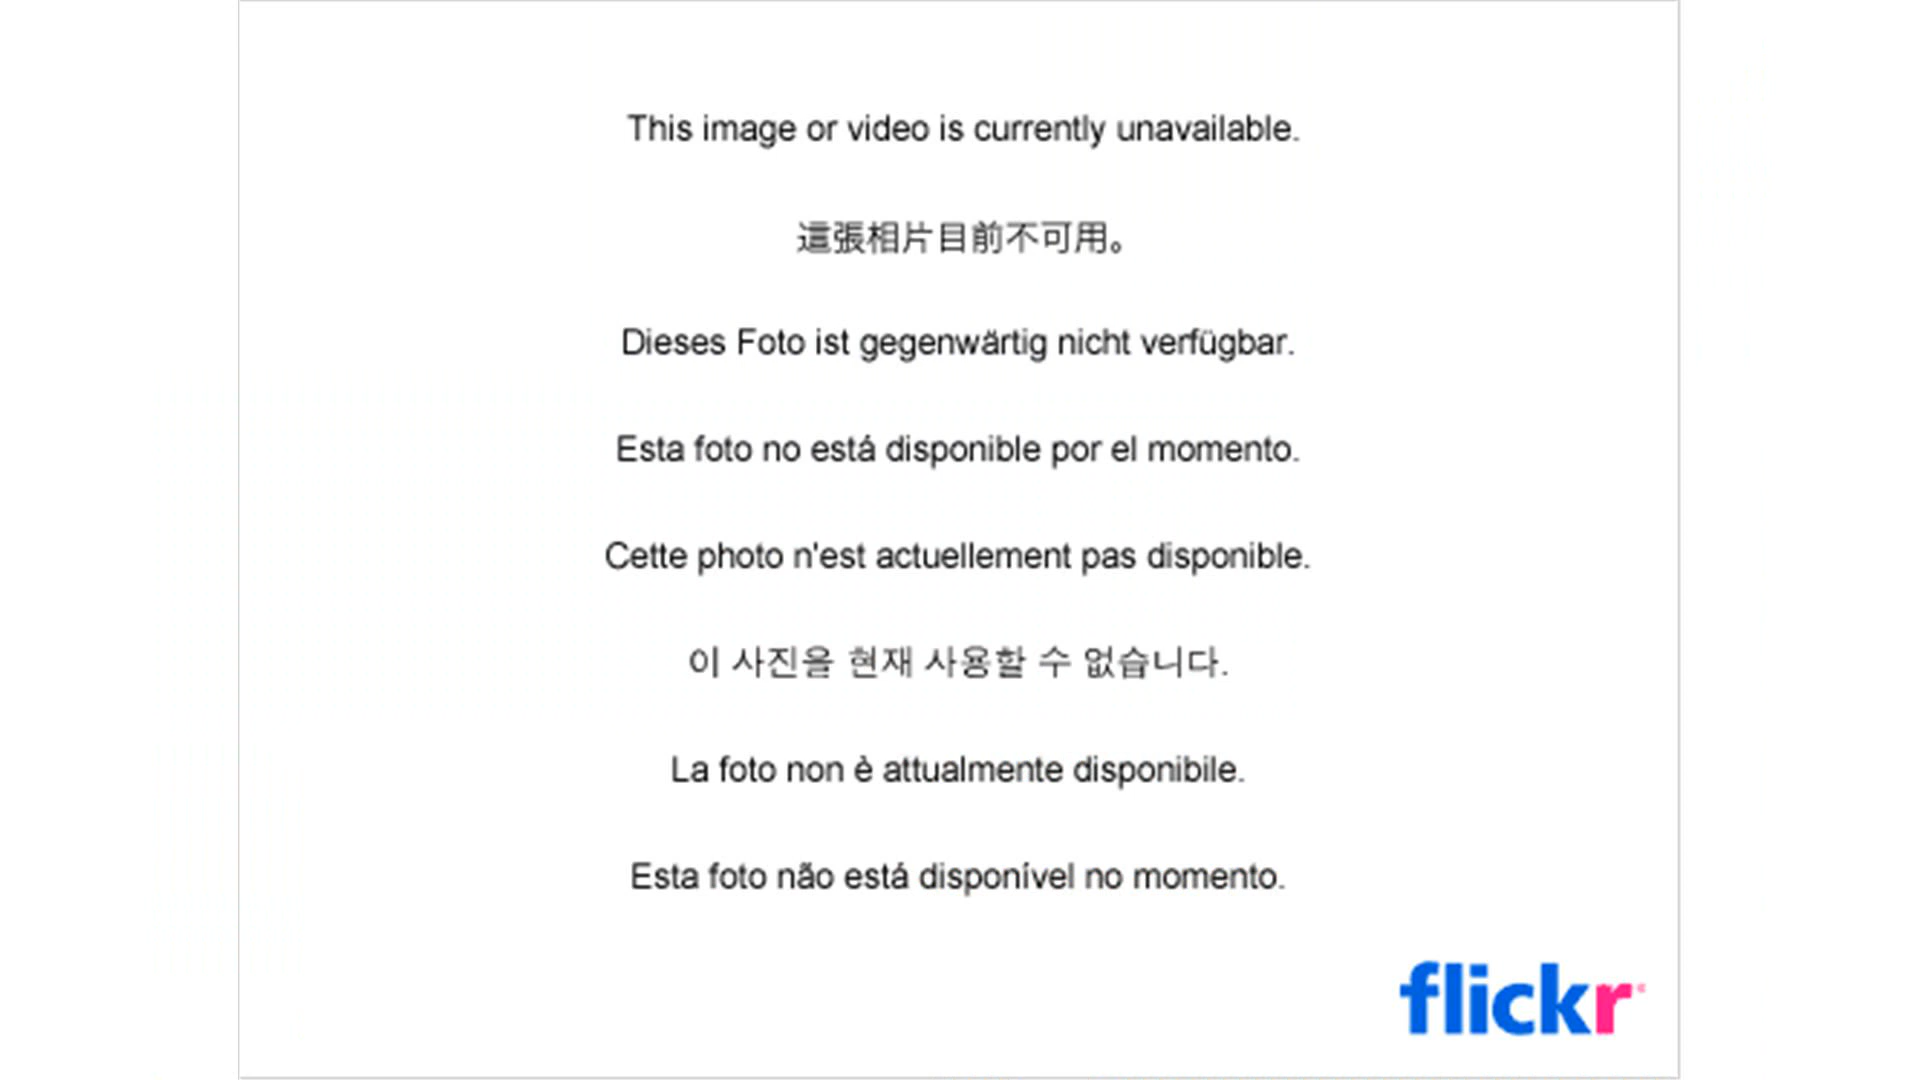 This image or video is currently unavailable.
這張相片目前不可用。
Dieses Foto ist gegenwärtig nicht verfügbar.
Esta foto no está disponible por el momento.
Cette photo n'est actuellement pas disponible.
이 사진을 현재 사용할 수 없습니다.
La foto non è attualmente disponibile.
Esta foto não está disponível no momento.
flickr